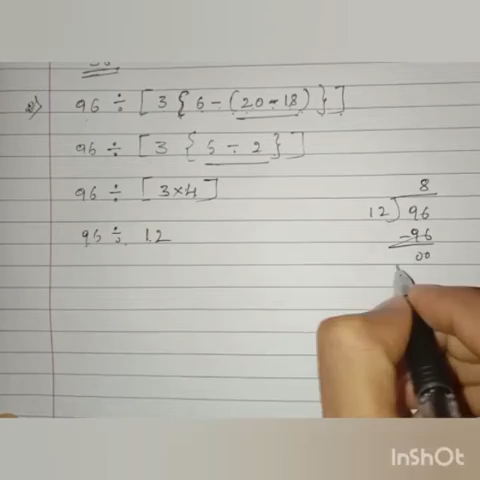 2) 96 ÷ [ 3 { 6 - (20-18) } ]
96 ÷ [ 3 { 6 ÷ 2 } ]
96 ÷ [ 3×4 ]
96 ÷ 12
8
12) 96
-96
00
InShOt